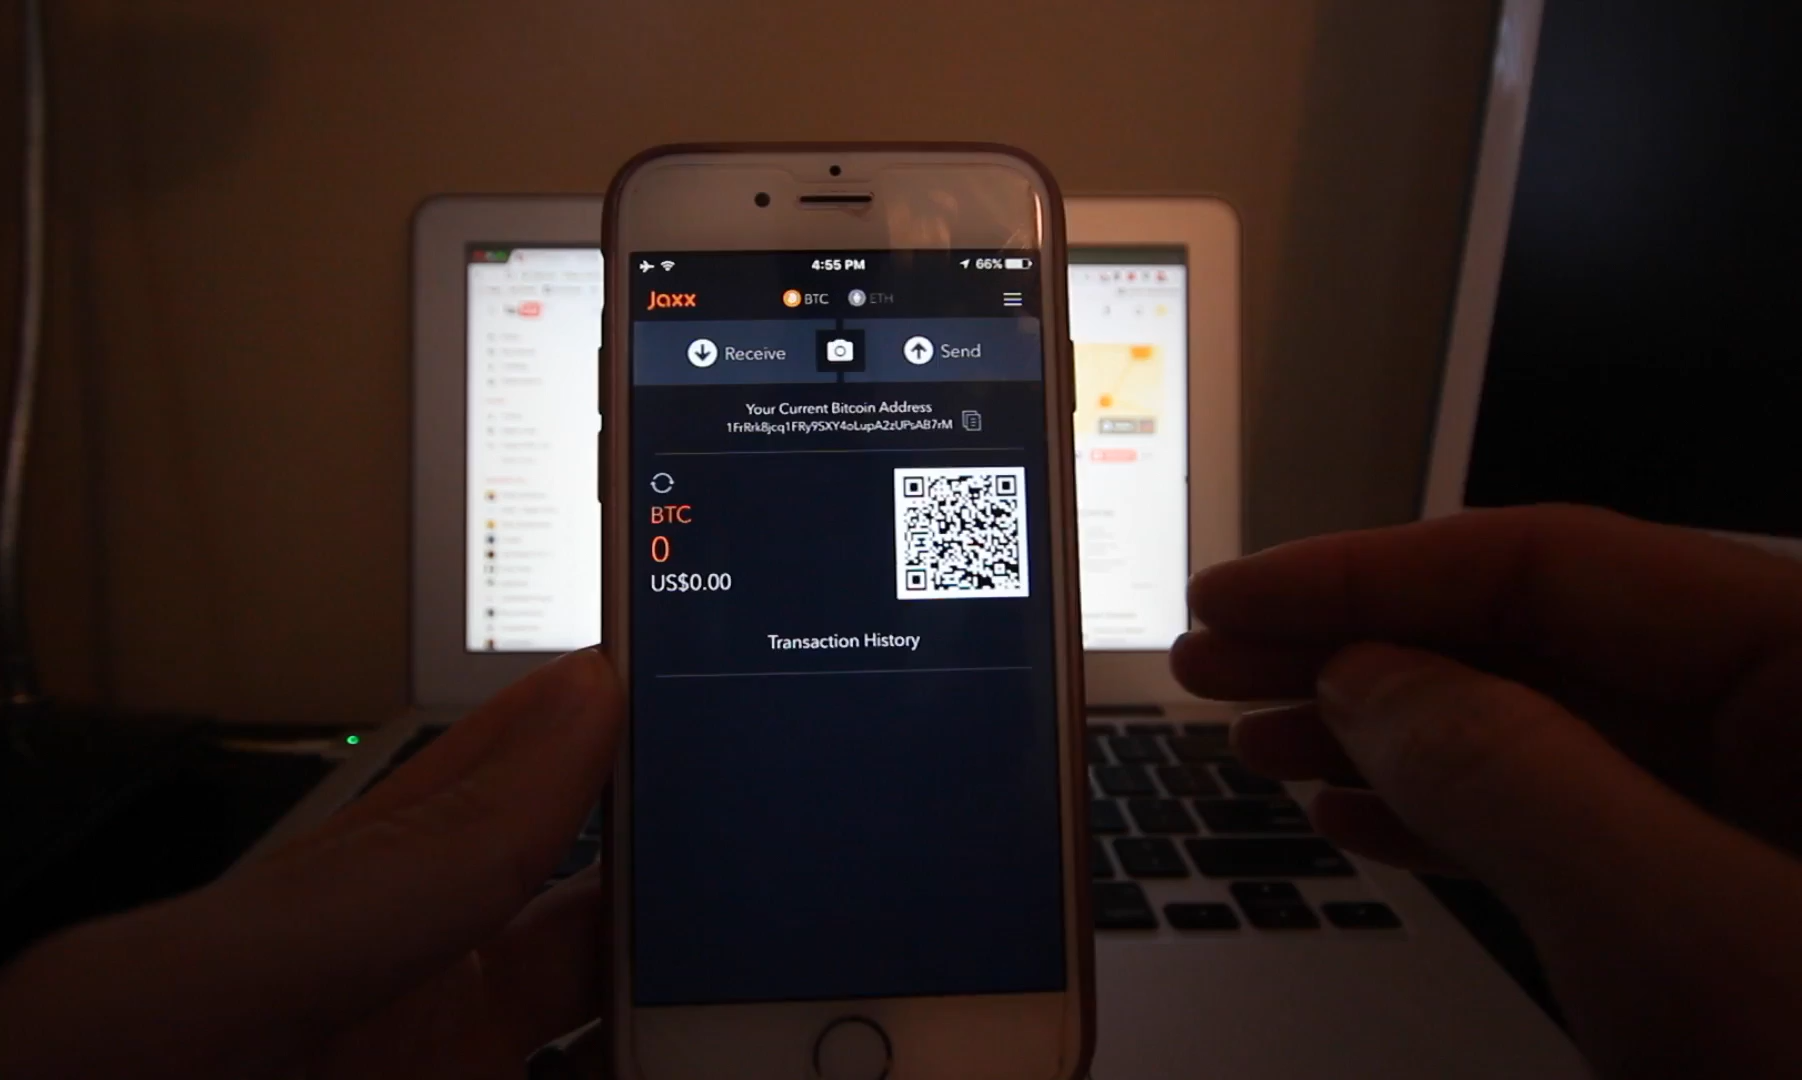 4:55 PM
66%
Jaxx
BTC
ETH
Receive
Send
Your Current Bitcoin Address
1FrRrk8jcq1FRy9SXY4oLupA2zUPsAB7rM
BTC
0
US$0.00
Transaction History